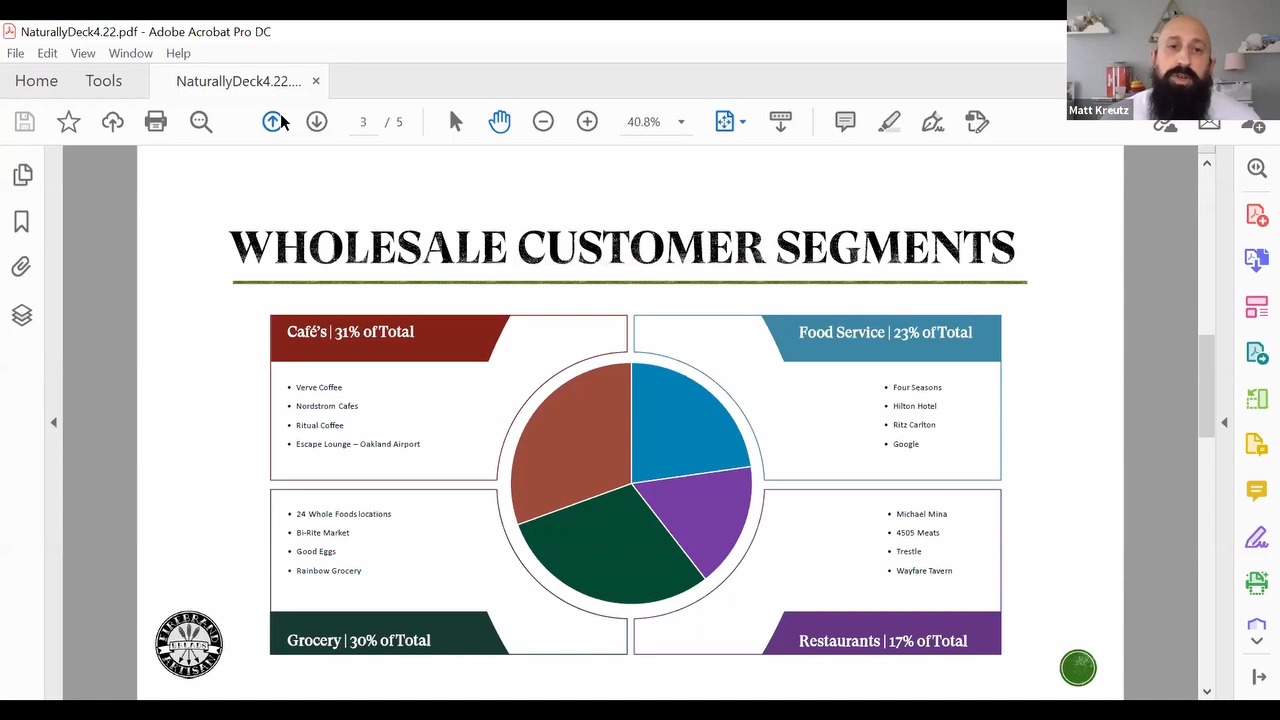 NaturallyDeck4.22.pdf - Adobe Acrobat Pro DC
File Edit View Window Help
Home Tools NaturallyDeck4.22.... ×
3 / 5 40.8%
Matt Kreutz
WHOLESALE CUSTOMER SEGMENTS
Café's | 31% of Total
• Verve Coffee
• Nordstrom Cafes
• Ritual Coffee
• Escape Lounge – Oakland Airport
Food Service | 23% of Total
• Four Seasons
• Hilton Hotel
• Ritz Carlton
• Google
• 24 Whole Foods locations
• Bi-Rite Market
• Good Eggs
• Rainbow Grocery
Grocery | 30% of Total
• Michael Mina
• 4505 Meats
• Trestle
• Wayfare Tavern
Restaurants | 17% of Total
FIREBRAND
BREADS
ARTISAN